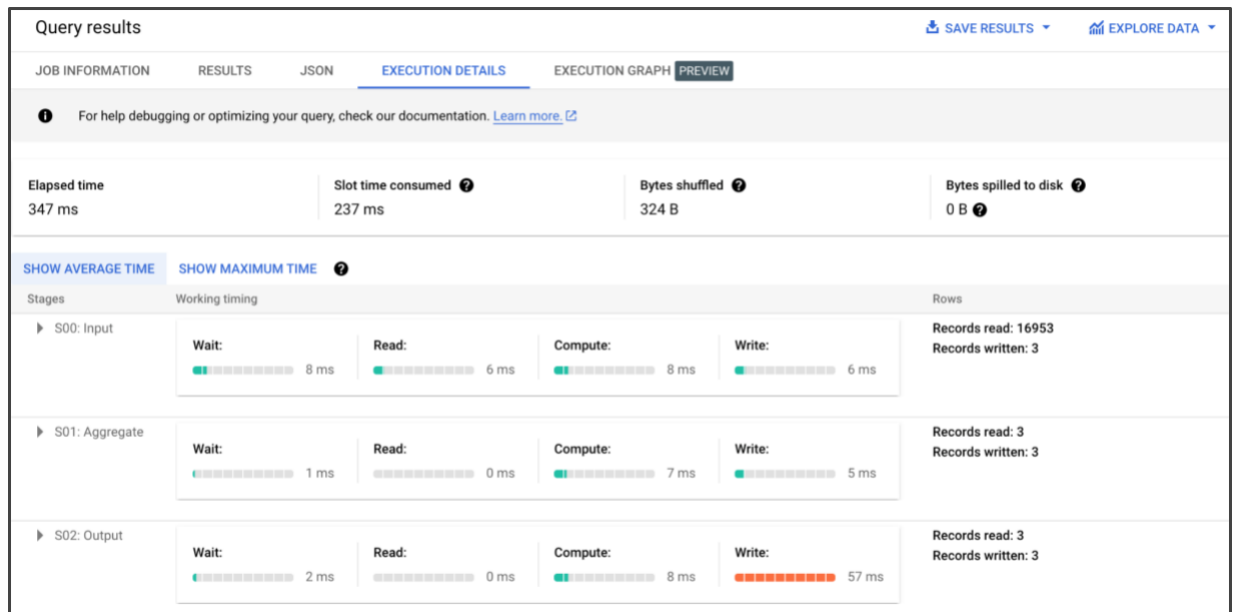 Query results
SAVE RESULTS
EXPLORE DATA
JOB INFORMATION
RESULTS
JSON
EXECUTION DETAILS
EXECUTION GRAPH PREVIEW
For help debugging or optimizing your query, check our documentation. Learn more.
Elapsed time
347 ms
Slot time consumed
237 ms
Bytes shuffled
324 B
Bytes spilled to disk
0 B
SHOW AVERAGE TIME
SHOW MAXIMUM TIME
Stages
Working timing
Rows
S00: Input
Wait:
8 ms
Read:
6 ms
Compute:
8 ms
Write:
6 ms
Records read: 16953
Records written: 3
S01: Aggregate
Wait:
1 ms
Read:
0 ms
Compute:
7 ms
Write:
5 ms
Records read: 3
Records written: 3
S02: Output
Wait:
2 ms
Read:
0 ms
Compute:
8 ms
Write:
57 ms
Records read: 3
Records written: 3